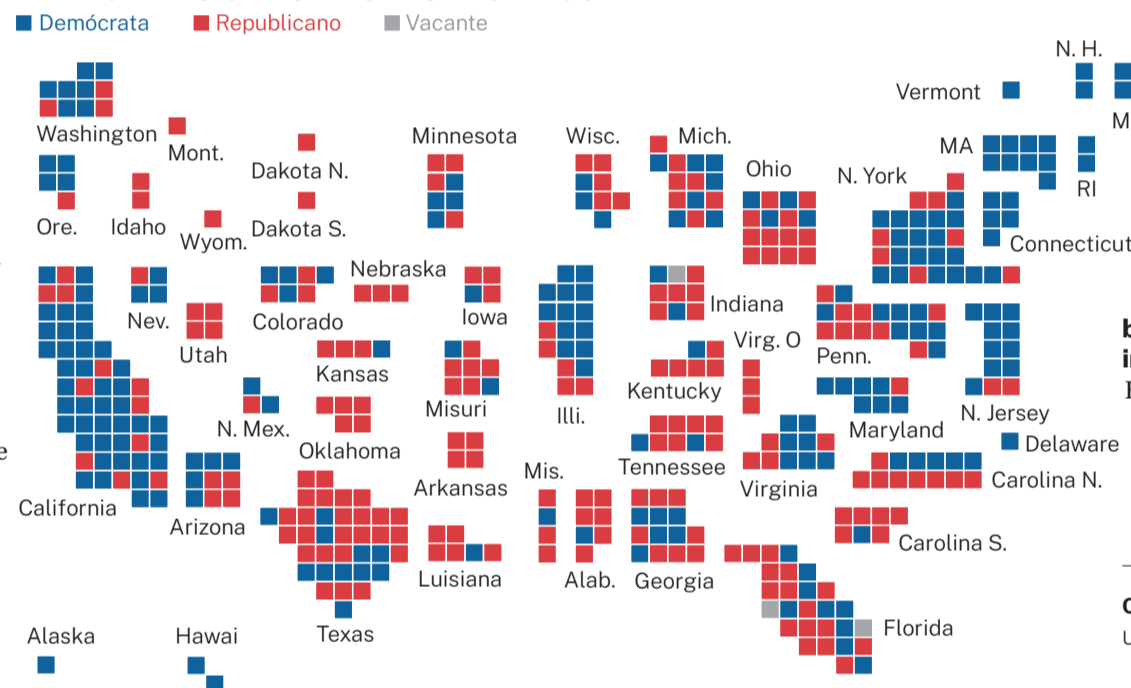 Demócrata
Republicano
Vacante
N. H.
Vermont
M
Washington
Mont.
Minnesota
Wisc.
Mich.
MA
Dakota N.
Ohio
N. York
RI
Ore.
Idaho
Wyom.
Dakota S.
Connecticut
Nebraska
Indiana
Nev.
Colorado
Iowa
Utah
Virg. O
Penn.
Kansas
Kentucky
N. Mex.
Misuri
Illi.
N. Jersey
Maryland
Oklahoma
Delaware
Tennessee
Arkansas
Mis.
Carolina N.
California
Virginia
Arizona
Carolina S.
Luisiana
Alab.
Georgia
Texas
Florida
Alaska
Hawai